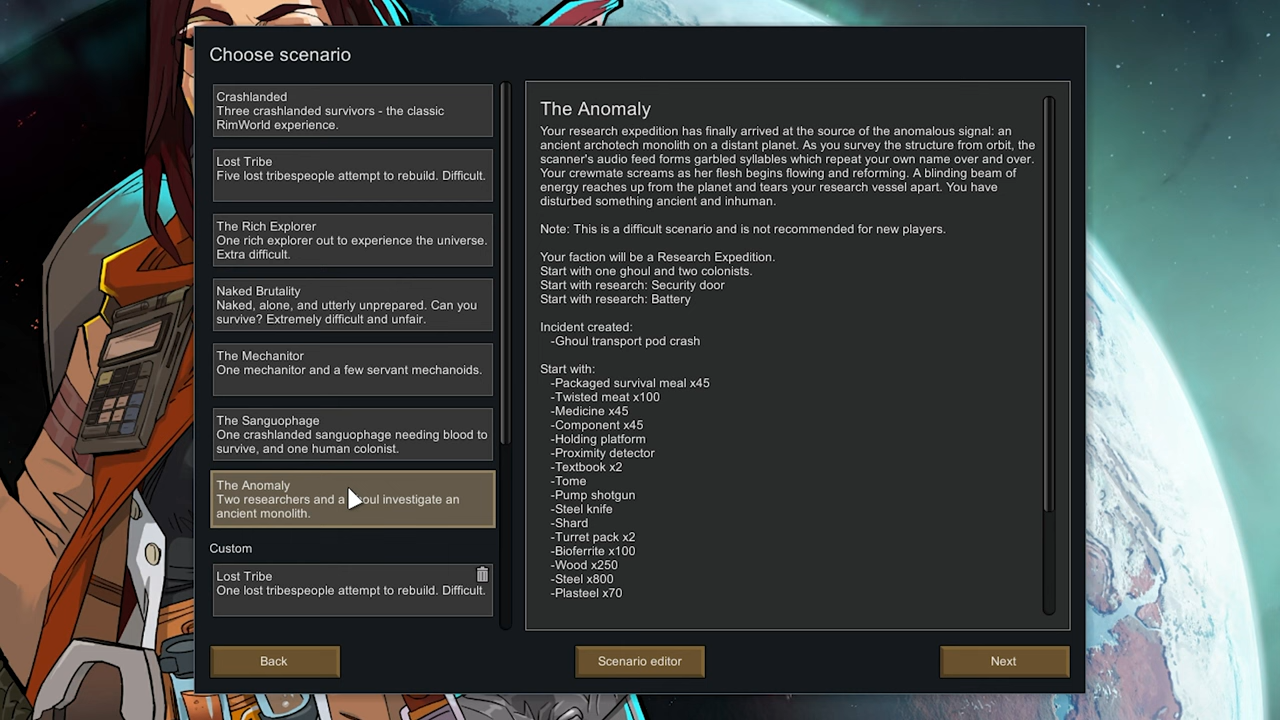 Choose scenario
Crashlanded
Three crashlanded survivors - the classic
RimWorld experience.
Lost Tribe
Five lost tribespeople attempt to rebuild. Difficult.
The Rich Explorer
One rich explorer out to experience the universe.
Extra difficult.
Naked Brutality
Naked, alone, and utterly unprepared. Can you
survive? Extremely difficult and unfair.
The Mechanitor
One mechanitor and a few servant mechanoids.
The Sanguophage
One crashlanded sanguophage needing blood to
survive, and one human colonist.
The Anomaly
Two researchers and a ghoul investigate an
ancient monolith.
Custom
Lost Tribe
One lost tribespeople attempt to rebuild. Difficult.
The Anomaly
Your research expedition has finally arrived at the source of the anomalous signal: an
ancient archotech monolith on a distant planet. As you survey the structure from orbit, the
scanner's audio feed forms garbled syllables which repeat your own name over and over.
Your crewmate screams as her flesh begins flowing and reforming. A blinding beam of
energy reaches up from the planet and tears your research vessel apart. You have
disturbed something ancient and inhuman.
Note: This is a difficult scenario and is not recommended for new players.
Your faction will be a Research Expedition.
Start with one ghoul and two colonists.
Start with research: Security door
Start with research: Battery
Incident created:
-Ghoul transport pod crash
Start with:
-Packaged survival meal x45
-Twisted meat x100
-Medicine x45
-Component x45
-Holding platform
-Proximity detector
-Textbook x2
-Tome
-Pump shotgun
-Steel knife
-Shard
-Turret pack x2
-Bioferrite x100
-Wood x250
-Steel x800
-Plasteel x70
Back
Scenario editor
Next